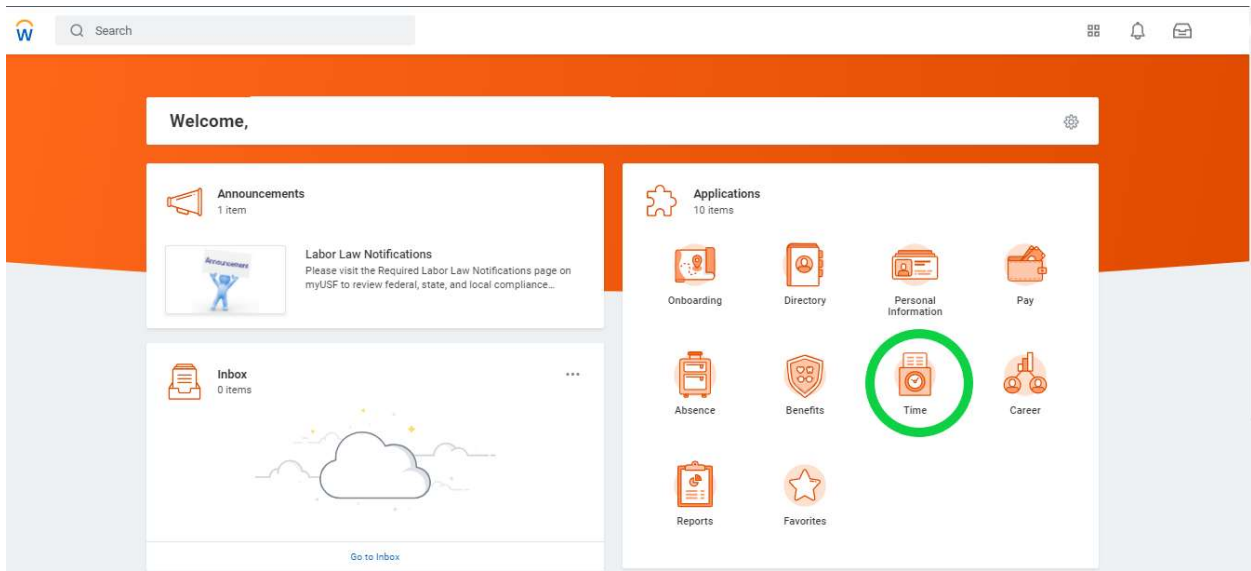 W
Search
Welcome,
Announcements
1 item
Announcement
Labor Law Notifications
Please visit the Required Labor Law Notifications page on
myUSF to review federal, state, and local compliance...
Inbox
0 items
Go to Inbox
Applications
10 items
Onboarding
Directory
Personal
Information
Pay
Absence
Benefits
Time
Career
Reports
Favorites